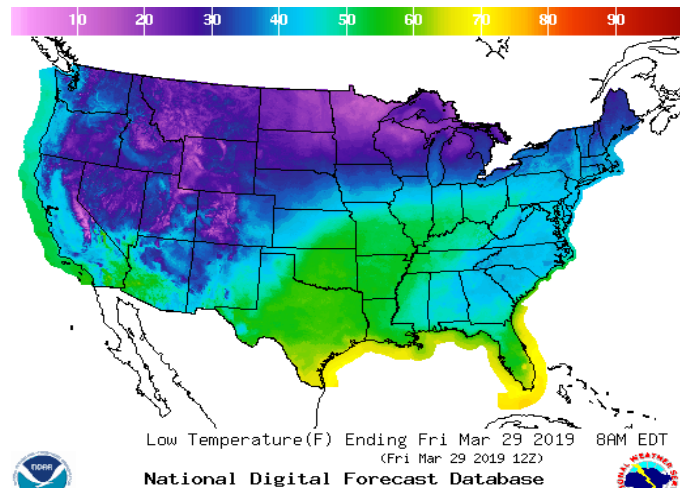 10 20 30 40 50 60 70 80 90
Low Temperature(F) Ending Fri Mar 29 2019 8AM EDT
(Fri Mar 29 2019 12Z)
National Digital Forecast Database
noaa